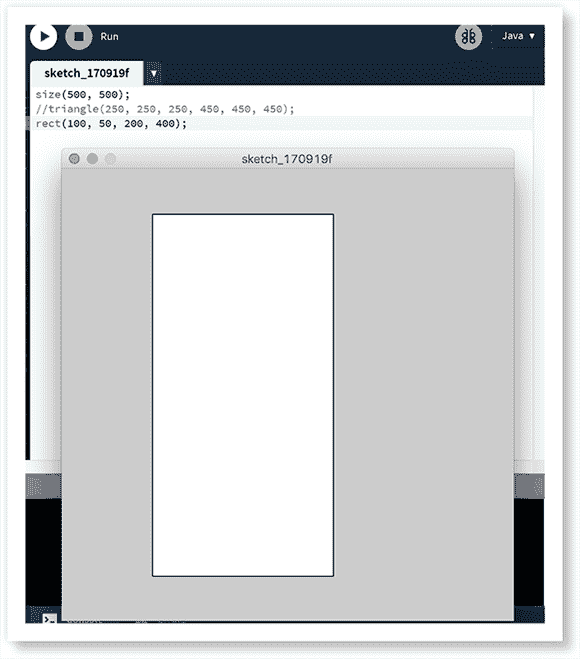 Run
Java ▼
sketch_170919f ▼
size(500, 500);
//triangle(250, 250, 250, 450, 450, 450);
rect(100, 50, 200, 400);
sketch_170919f